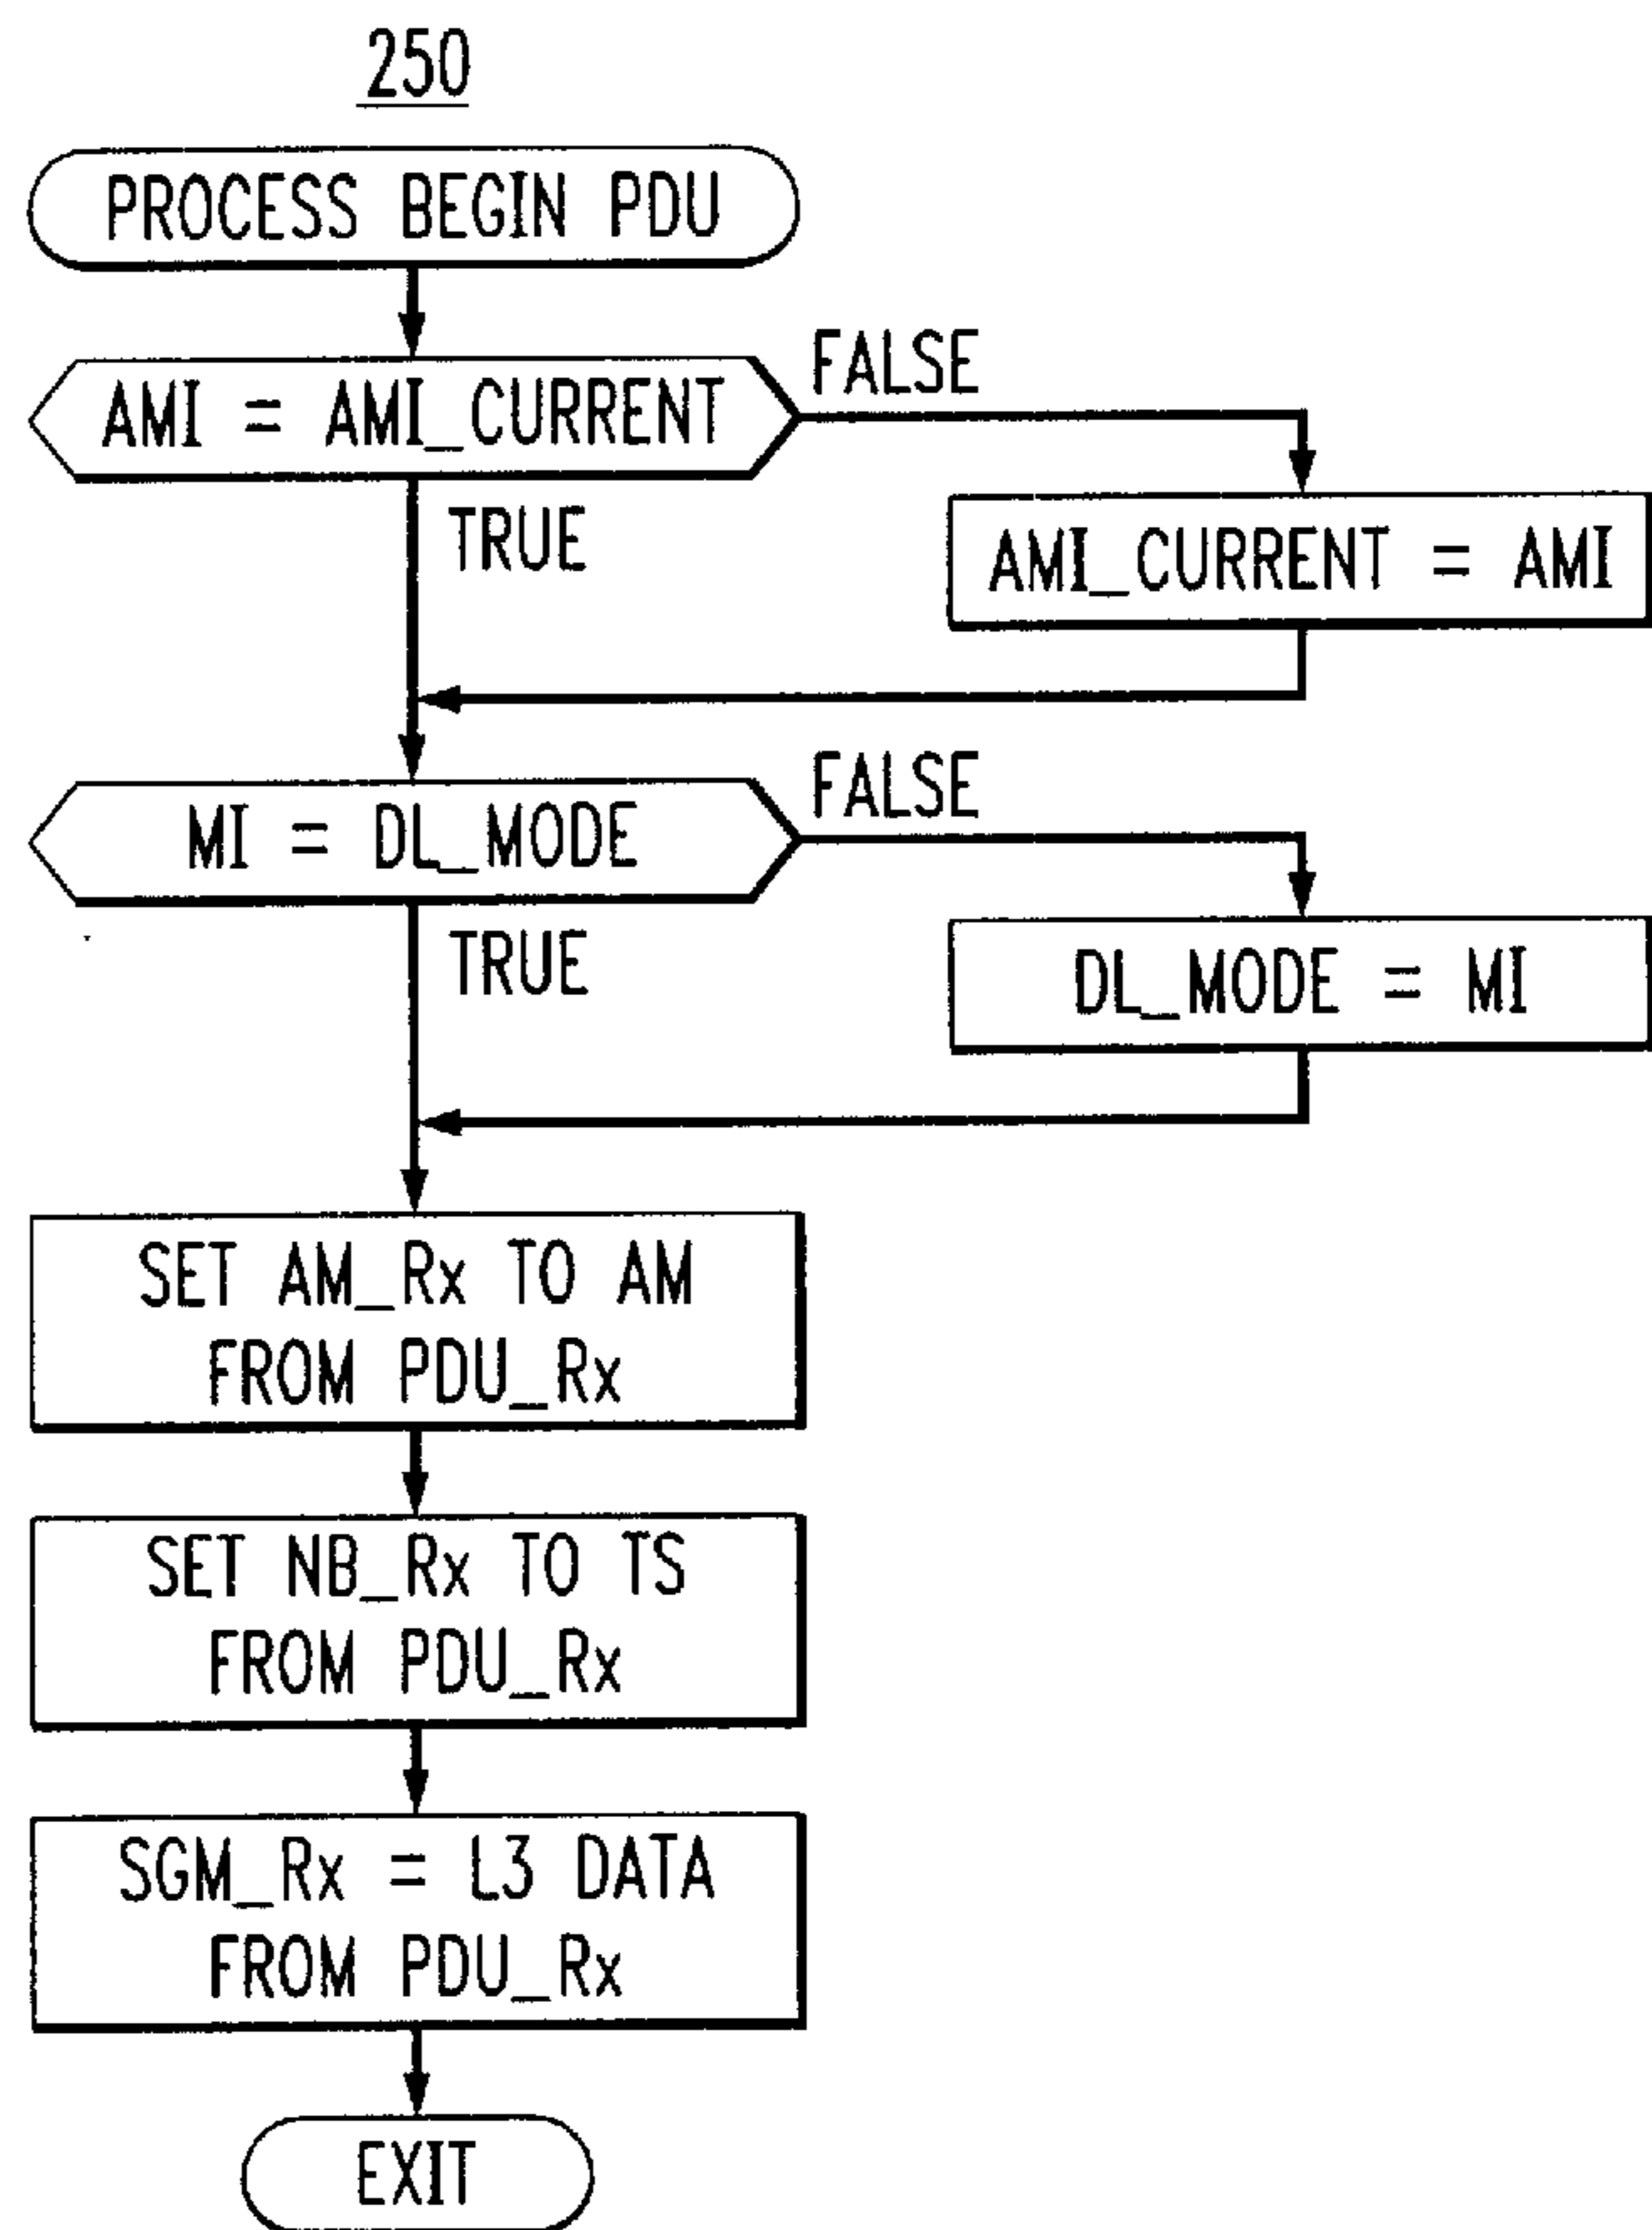 250
PROCESS BEGIN PDU
AMI = AMI_CURRENT
FALSE
TRUE
AMI_CURRENT = AMI
MI = DL_MODE
FALSE
TRUE
DL_MODE = MI
SET AM_Rx TO AM
FROM PDU_Rx
SET NB_Rx TO TS
FROM PDU_Rx
SGM_Rx = L3 DATA
FROM PDU_Rx
EXIT